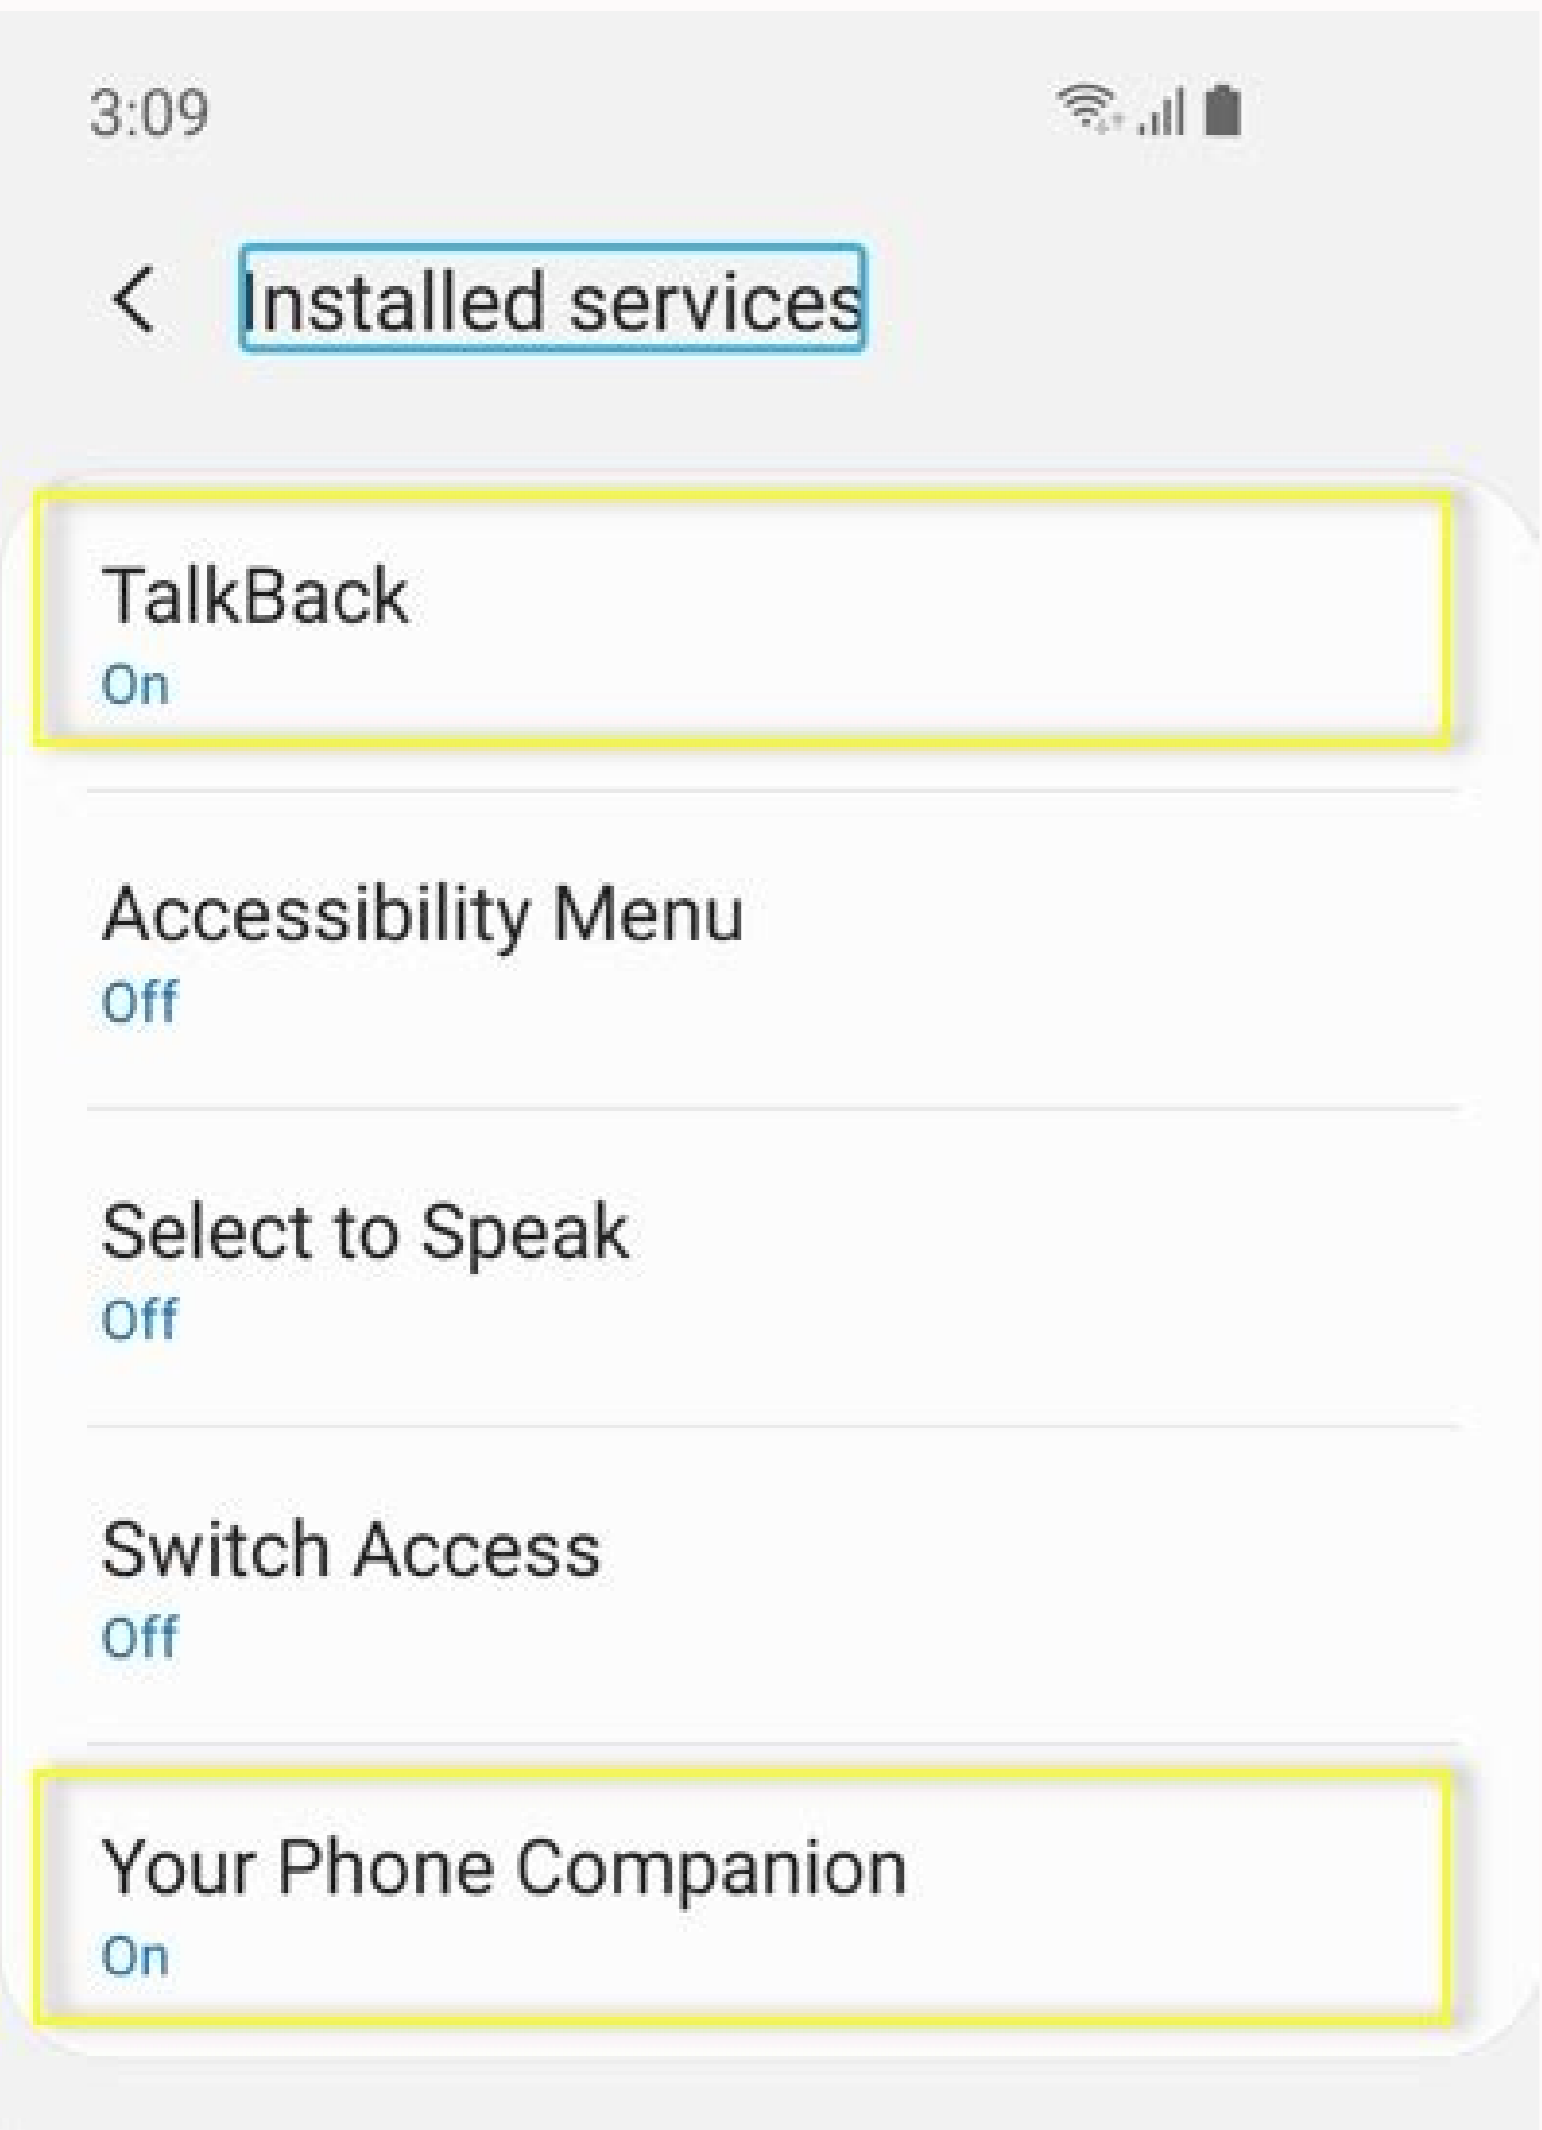 3:09
Installed services
TalkBack
On
Accessibility Menu
Off
Select to Speak
Off
Switch Access
Off
Your Phone Companion
On